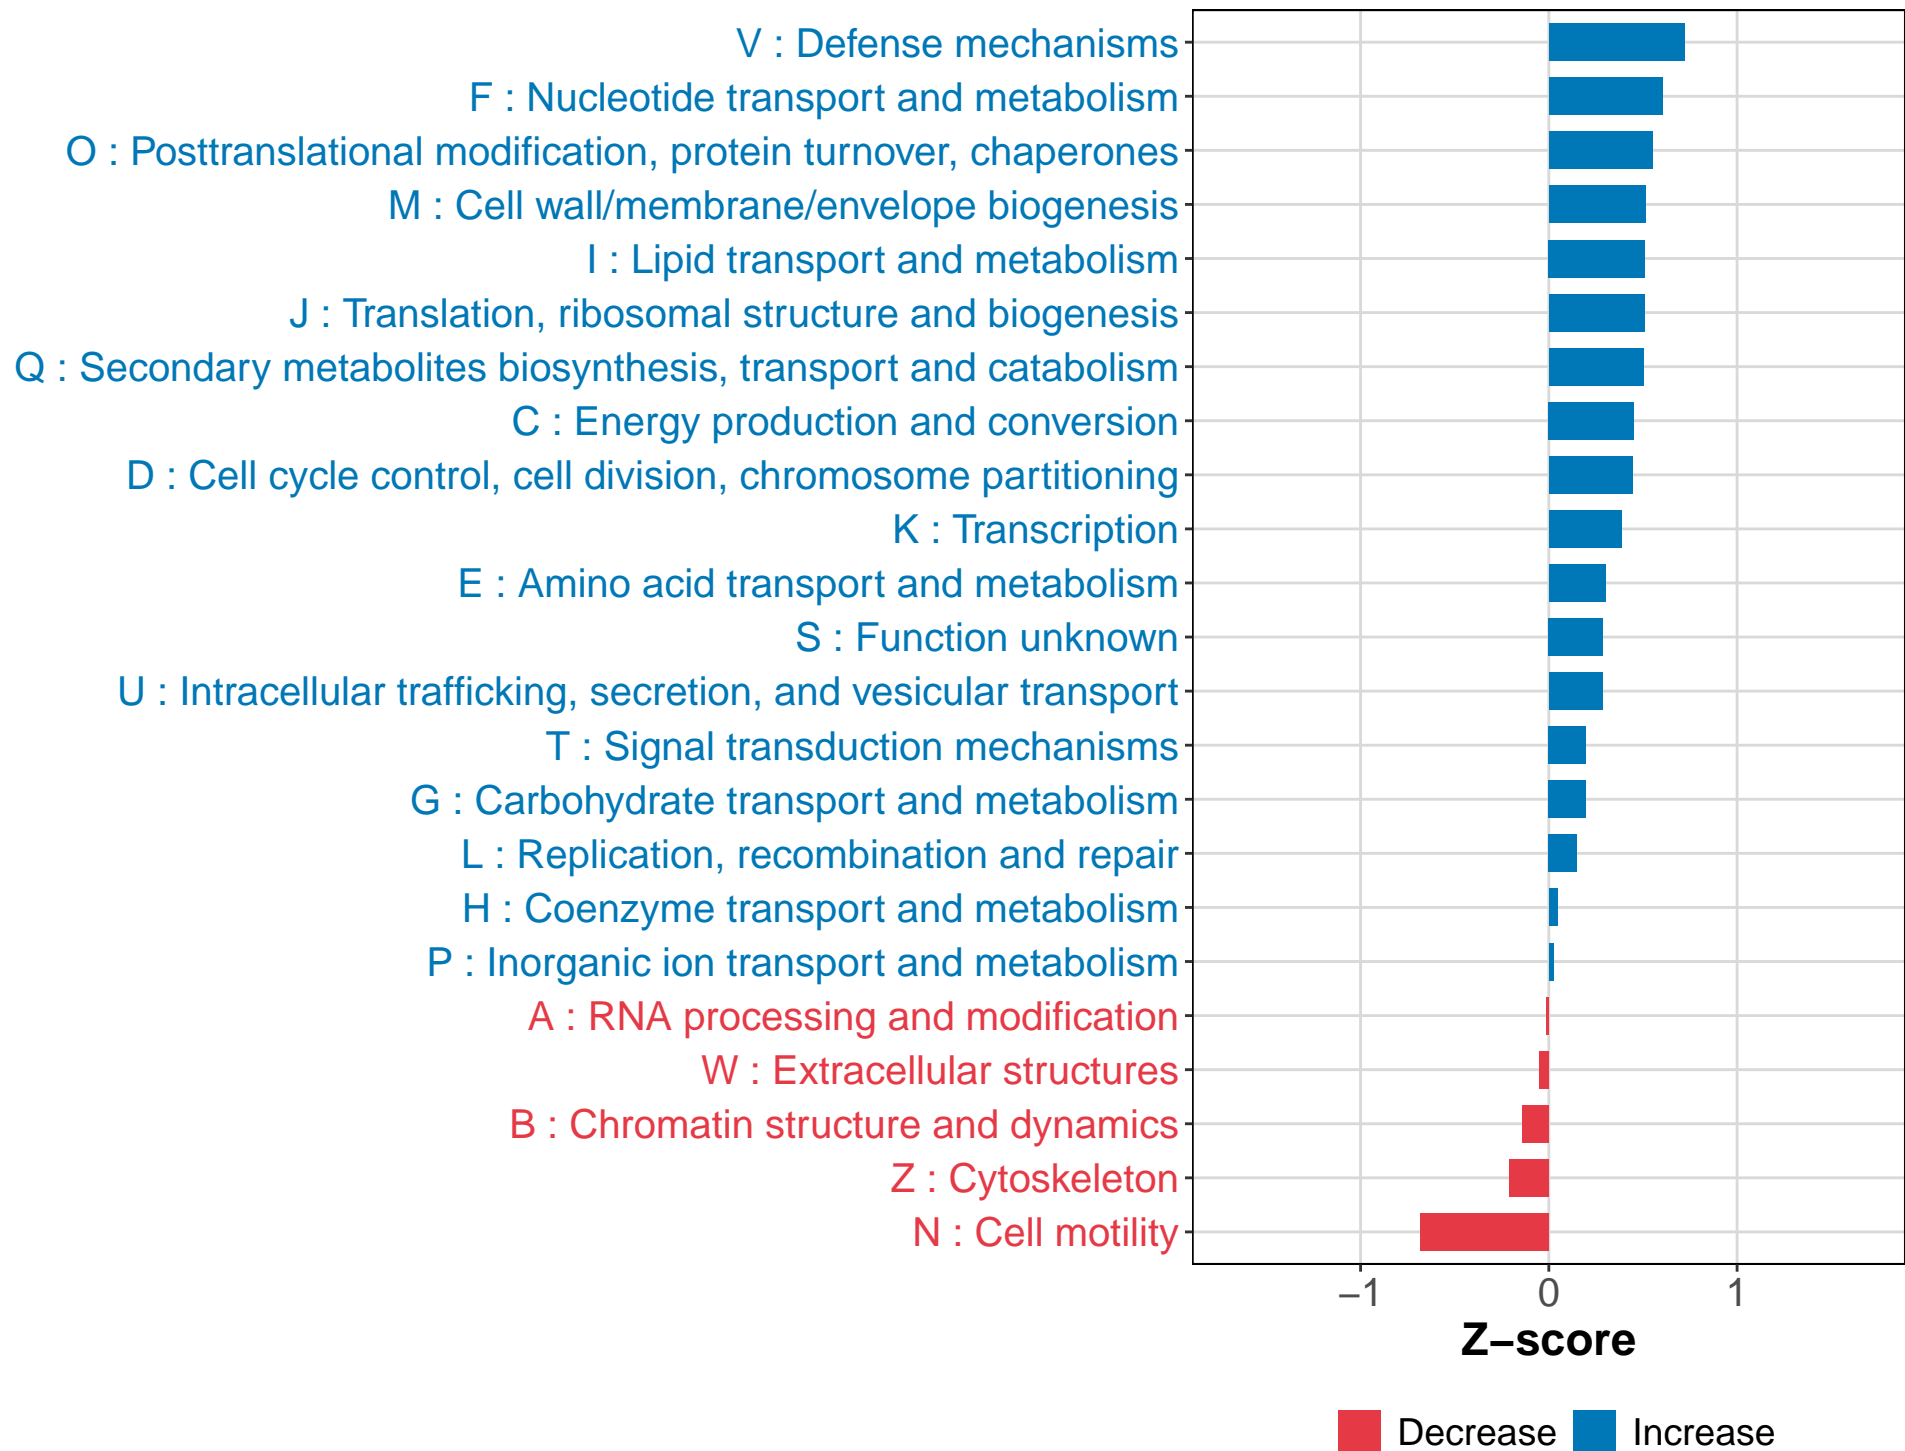 V : Defense mechanisms
F : Nucleotide transport and metabolism
O : Posttranslational modification, protein turnover, chaperones
M : Cell wall/membrane/envelope biogenesis
I : Lipid transport and metabolism
J : Translation, ribosomal structure and biogenesis
Q : Secondary metabolites biosynthesis, transport and catabolism
C : Energy production and conversion
D : Cell cycle control, cell division, chromosome partitioning
K : Transcription
E : Amino acid transport and metabolism
S : Function unknown
U : Intracellular trafficking, secretion, and vesicular transport
T : Signal transduction mechanisms
G : Carbohydrate transport and metabolism
L : Replication, recombination and repair
H : Coenzyme transport and metabolism
P : Inorganic ion transport and metabolism
A : RNA processing and modification
W : Extracellular structures
B : Chromatin structure and dynamics
Z : Cytoskeleton
N : Cell motility
−1 0 1
Z−score
Decrease Increase